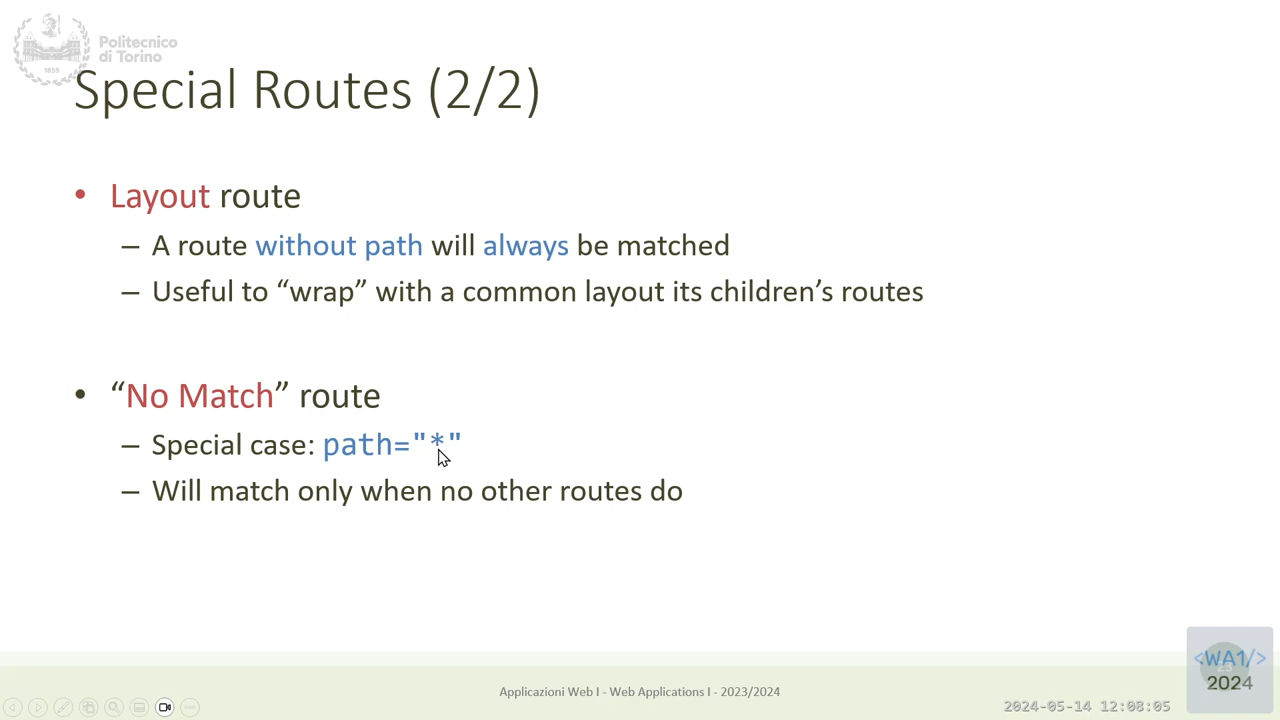 Politecnico
di Torino
1859
Special Routes (2/2)
• Layout route
– A route without path will always be matched
– Useful to “wrap” with a common layout its children’s routes
• “No Match” route
– Special case: path="*"
– Will match only when no other routes do
Applicazioni Web I - Web Applications I - 2023/2024
2024-05-14 12:08:05
<WA1/>
2024